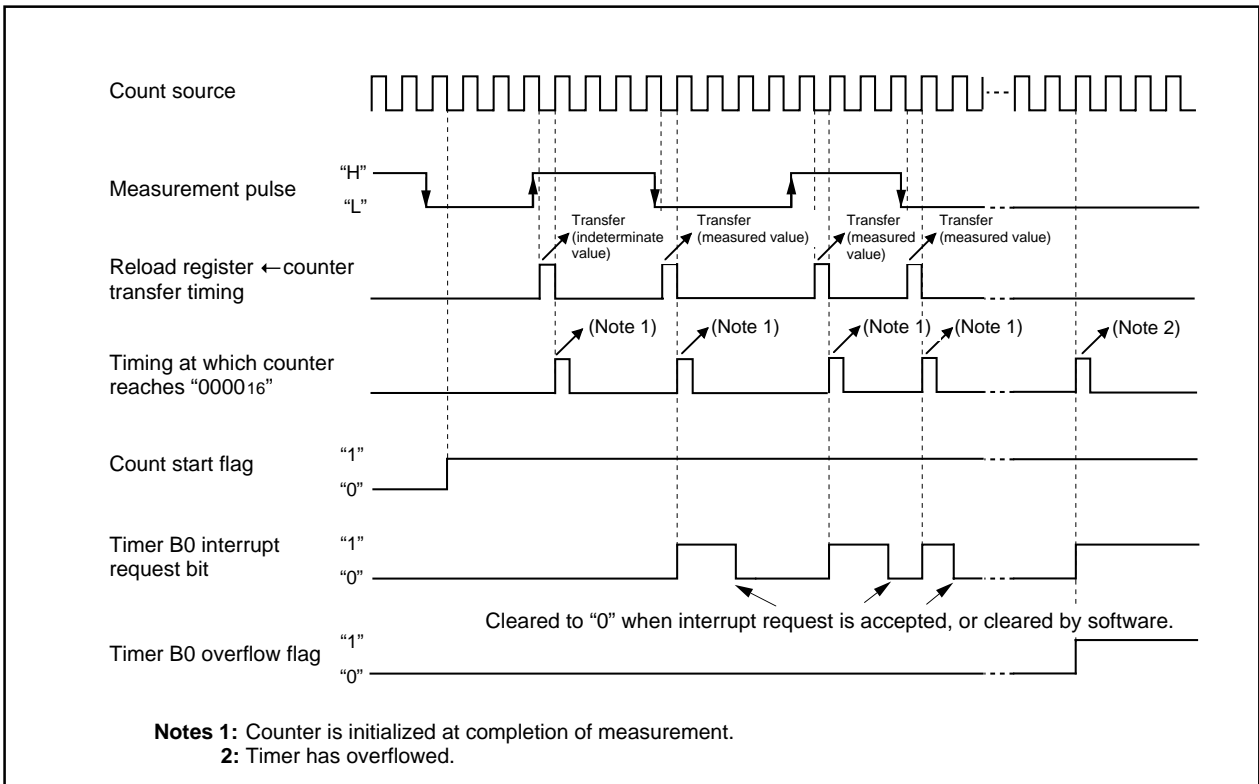 Count source
“H”
Measurement pulse
“L”
Transfer
(indeterminate
value)
Transfer
(measured value)
Transfer
(measured
value)
Transfer
(measured value)
Reload register ←counter
transfer timing
(Note 1)
(Note 1)
(Note 1)
(Note 1)
(Note 2)
Timing at which counter
reaches “000016”
Count start flag
“1”
“0”
Timer B0 interrupt
request bit
“1”
“0”
Cleared to “0” when interrupt request is accepted, or cleared by software.
Timer B0 overflow flag
“1”
“0”
Notes 1: Counter is initialized at completion of measurement.
2: Timer has overflowed.